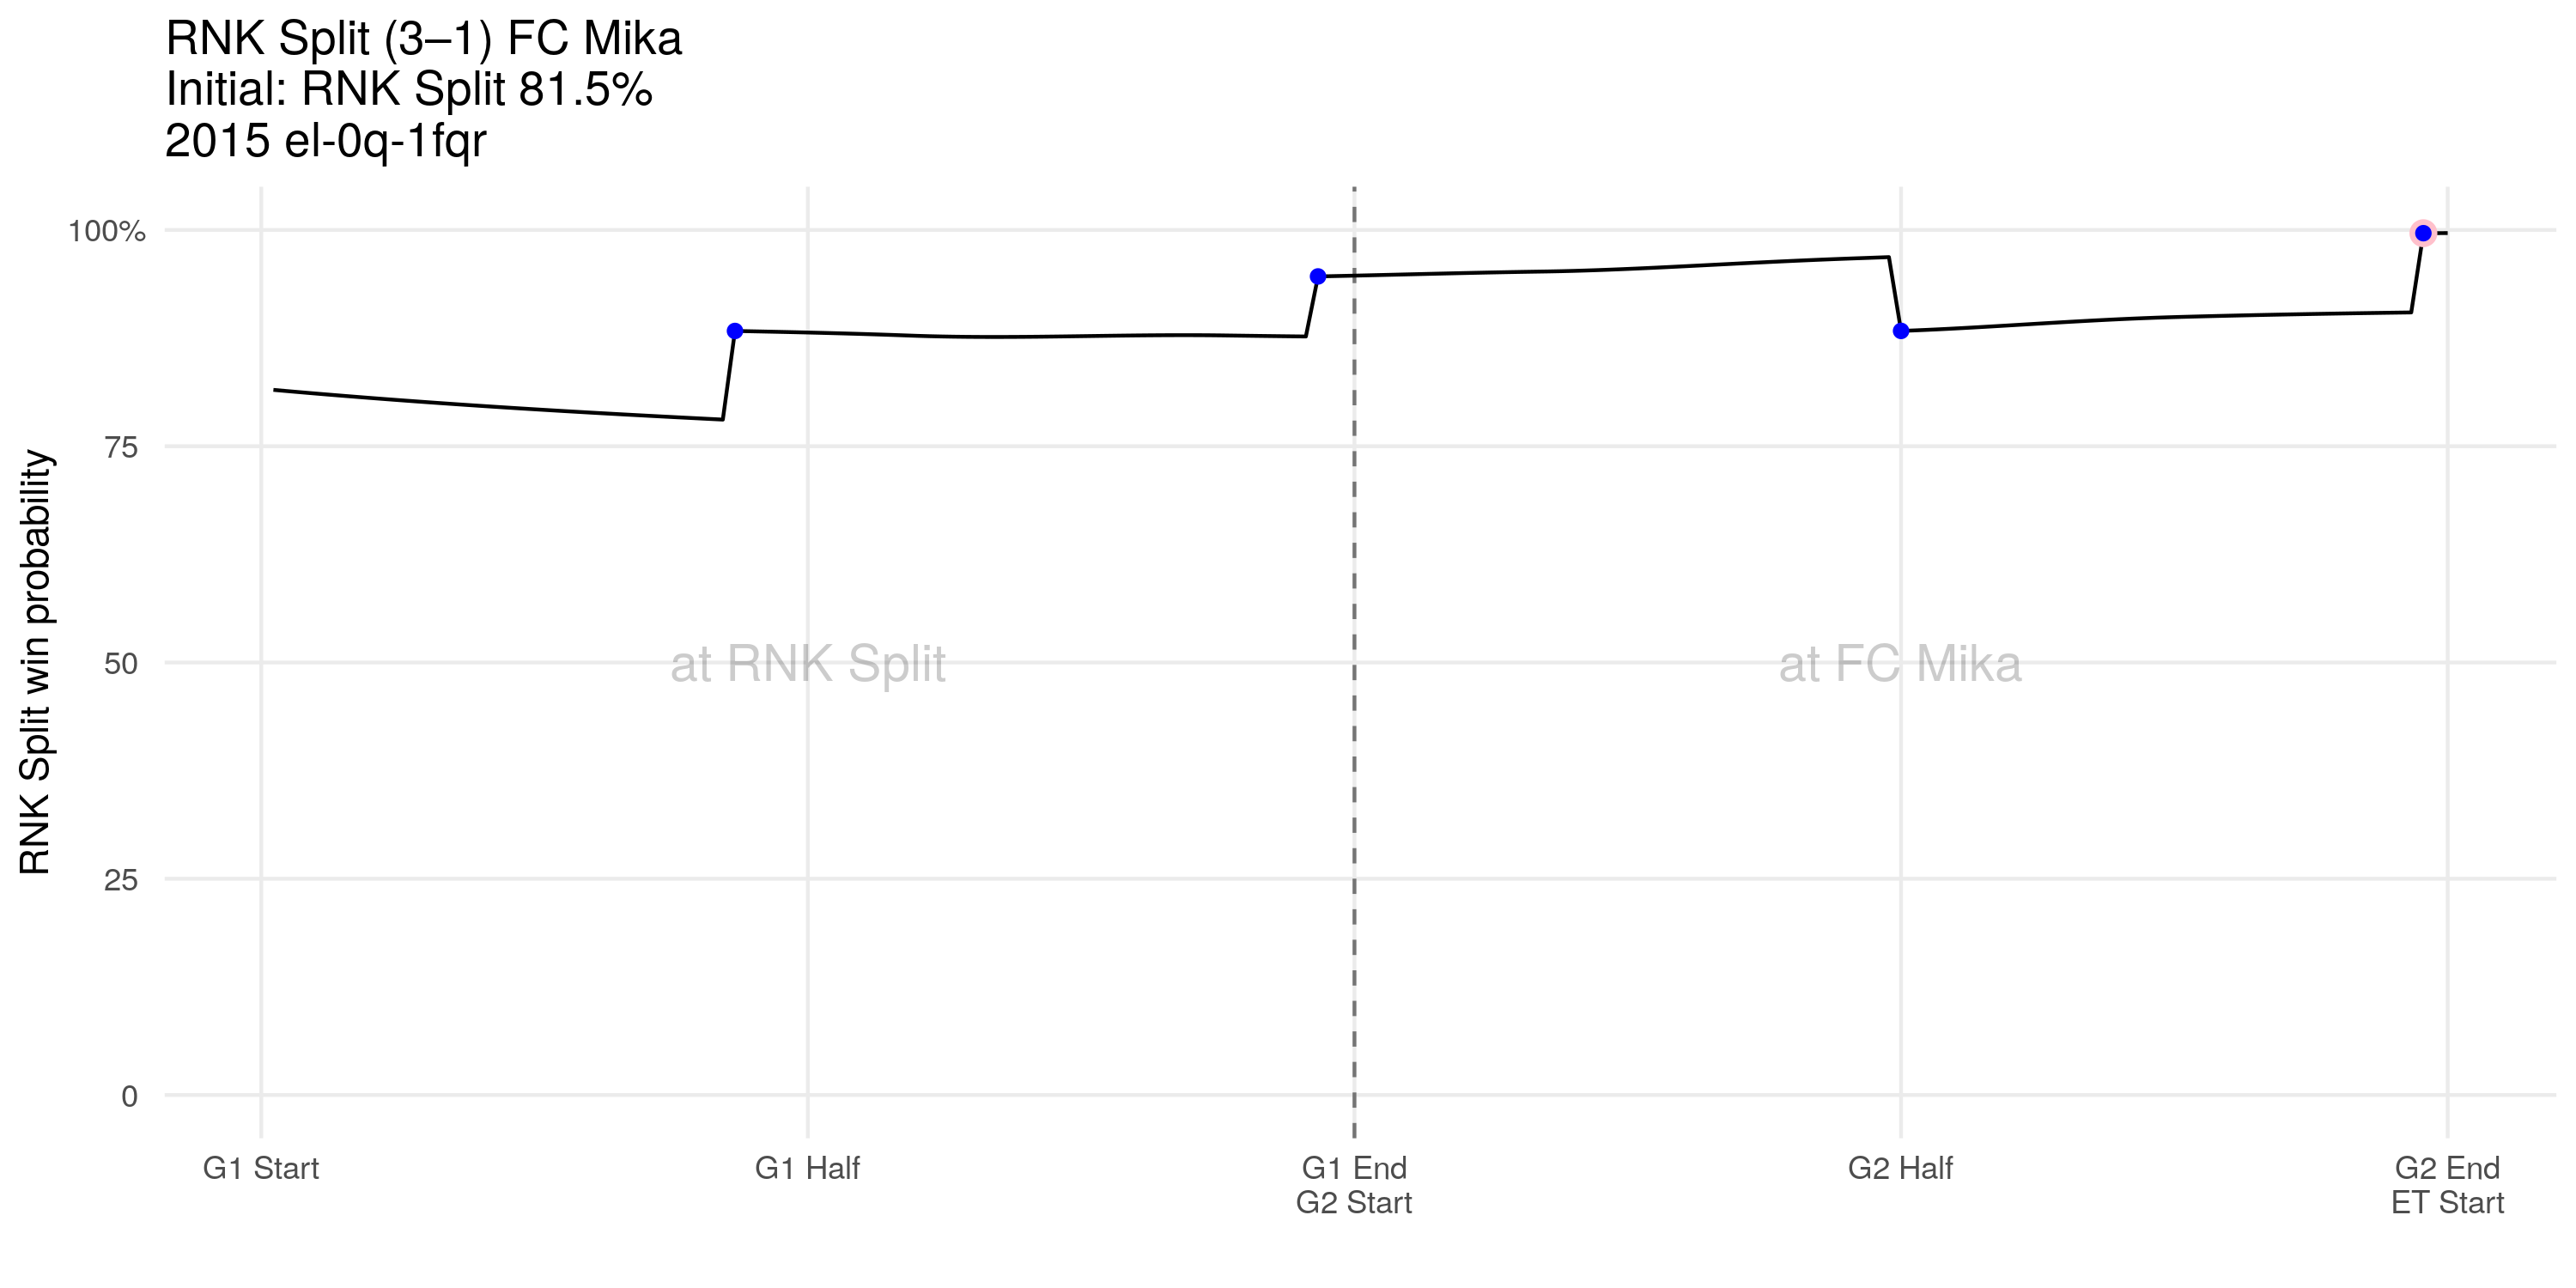 RNK Split (3–1) FC Mika
Initial: RNK Split 81.5%
2015 el-0q-1fqr
RNK Split win probability
100%
75
50
25
0
at RNK Split
at FC Mika
G1 Start
G1 Half
G1 End
G2 Start
G2 Half
G2 End
ET Start